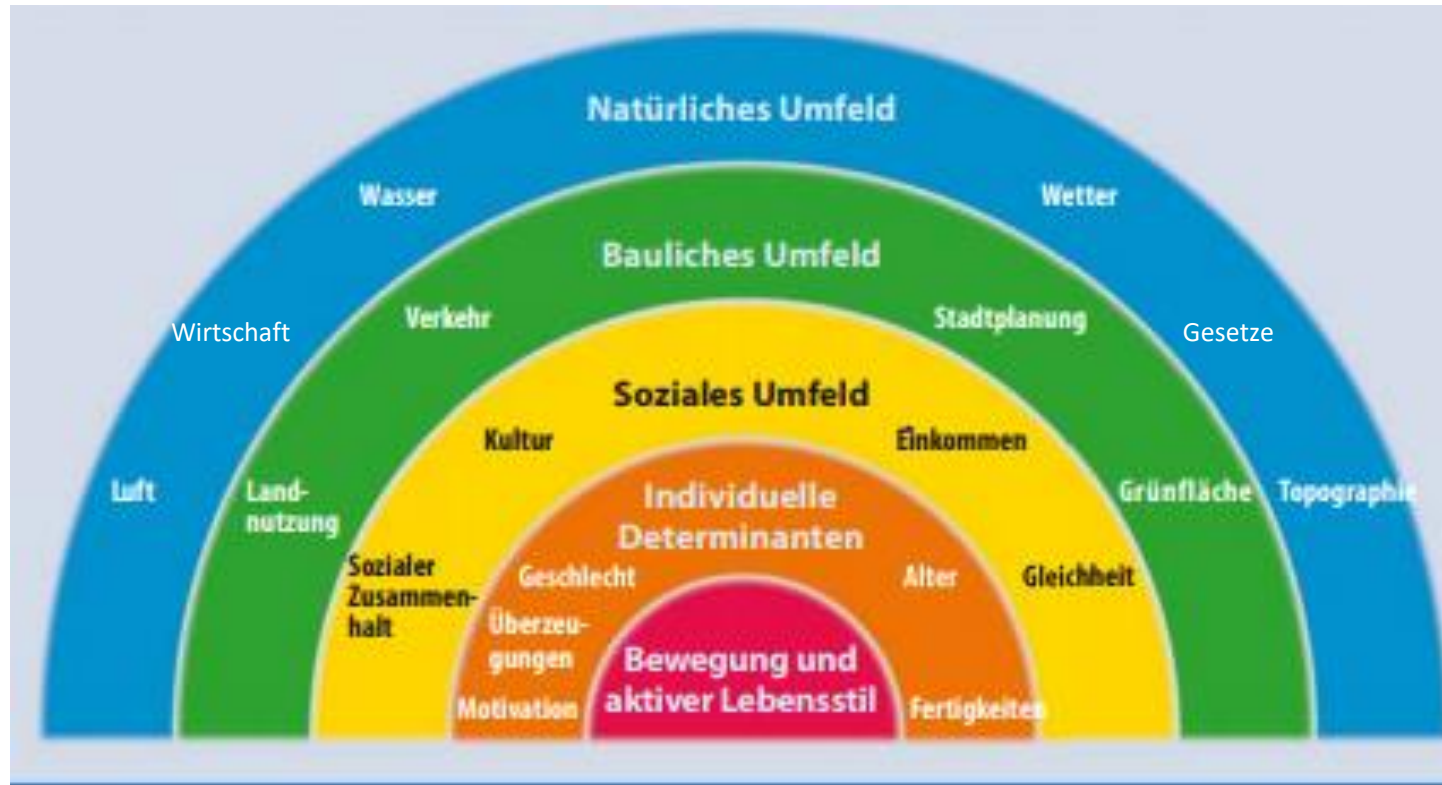 Natürliches Umfeld
Wasser
Wetter
Bauliches Umfeld
Verkehr
Stadtplanung
Wirtschaft
Gesetze
Soziales Umfeld
Kultur
Einkommen
Luft
Land-
nutzung
Individuelle
Determinanten
Grünfläche
Topographie
Sozialer
Zusammen-
halt
Geschlecht
Alter
Gleichheit
Überzeu-
gungen
Bewegung und
aktiver Lebensstil
Motivation
Fertigkeiten